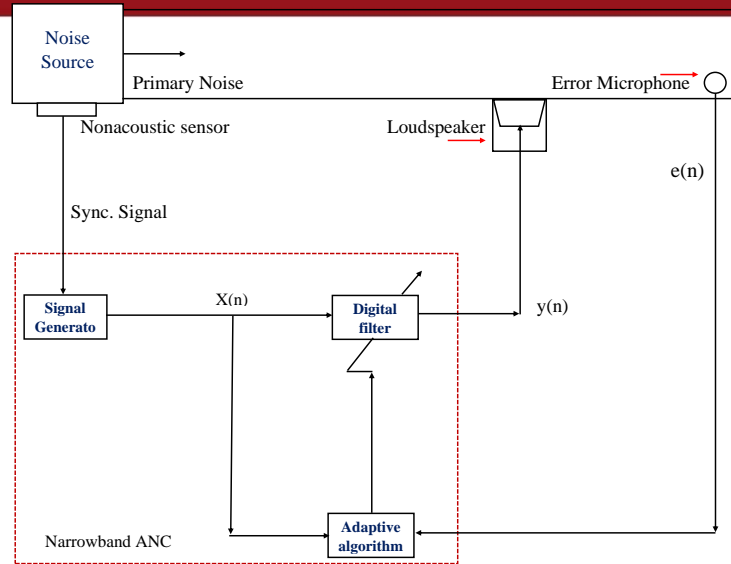 Noise
Source
Primary Noise
Error Microphone
Nonacoustic sensor
Loudspeaker
e(n)
Sync. Signal
X(n)
Signal
Generato
Digital
filter
y(n)
Adaptive
algorithm
Narrowband ANC